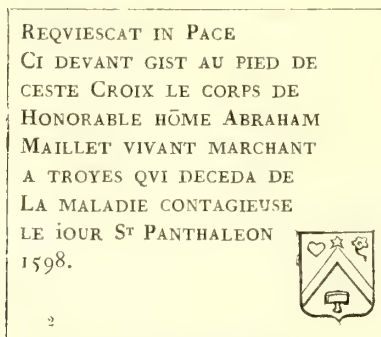 REQVIESCAT IN PACE
CI DEVANT GIST AU PIED DE
CESTE CROIX LE CORPS DE
HONORABLE HŌME ABRAHAM
MAILLET VIVANT MARCHANT
A TROYES QVI DECEDA DE
LA MALADIE CONTAGIEUSE
LE iOUR Sᵀ PANTHALEON
1598.
2